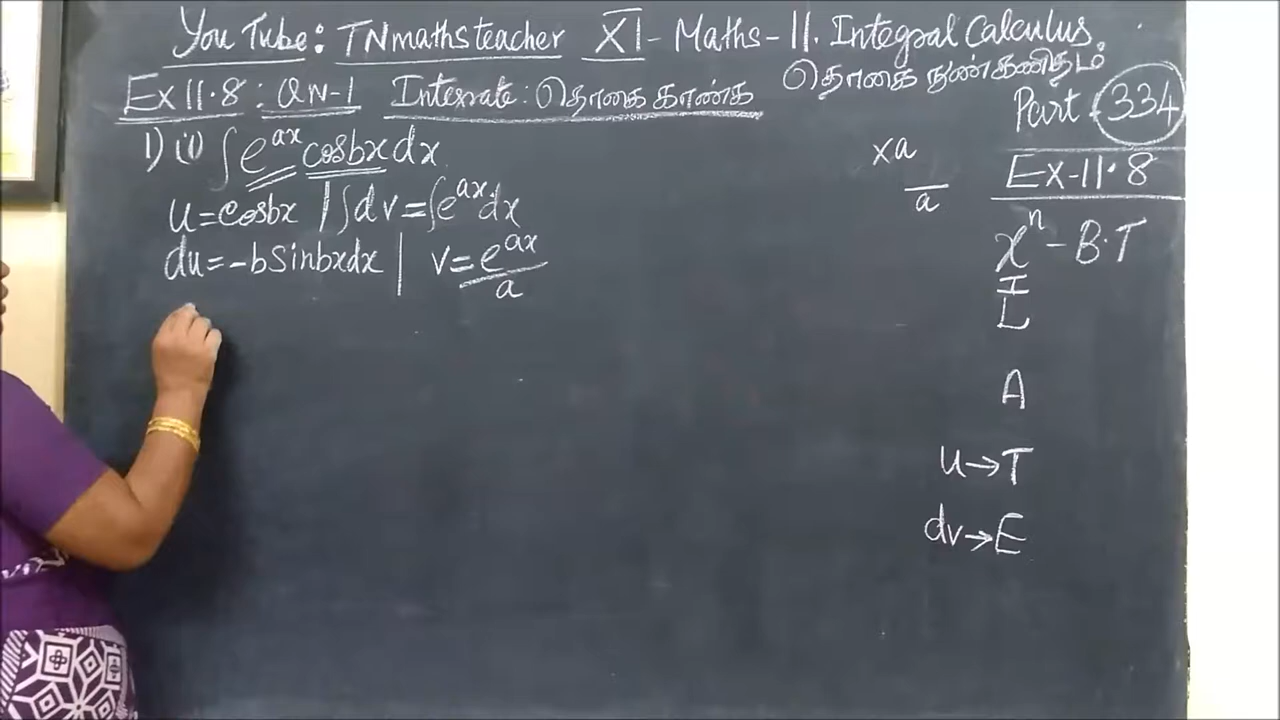 You Tube: TNmathsteacher XI - Maths - 11. Integral Calculus.
தொகை நுண்கணிதம்
Ex 11.8 : QN-1 Integrate: தொகை காண்க
Part - 334
1) (i) ∫e^{ax} cosbx dx
u = cosbx | ∫dv = ∫e^{ax} dx
du = -b Sinbx dx | v = e^{ax}/a
xa
a
Ex-11.8
x^n - B.T
I
L
A
u → T
dv → E